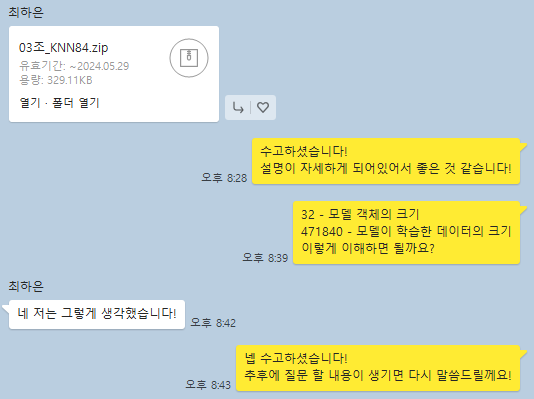 최하은
03조_KNN84.zip
유효기간: ~2024.05.29
용량: 329.11KB
열기 · 폴더 열기
수고하셨습니다!
설명이 자세하게 되어있어서 좋은 것 같습니다!
오후 8:28
32 - 모델 객체의 크기
471840 - 모델이 학습한 데이터의 크기
이렇게 이해하면 될까요?
오후 8:39
최하은
네 저는 그렇게 생각했습니다!
오후 8:42
넵 수고하셨습니다!
추후에 질문 할 내용이 생기면 다시 말씀드릴께요!
오후 8:43